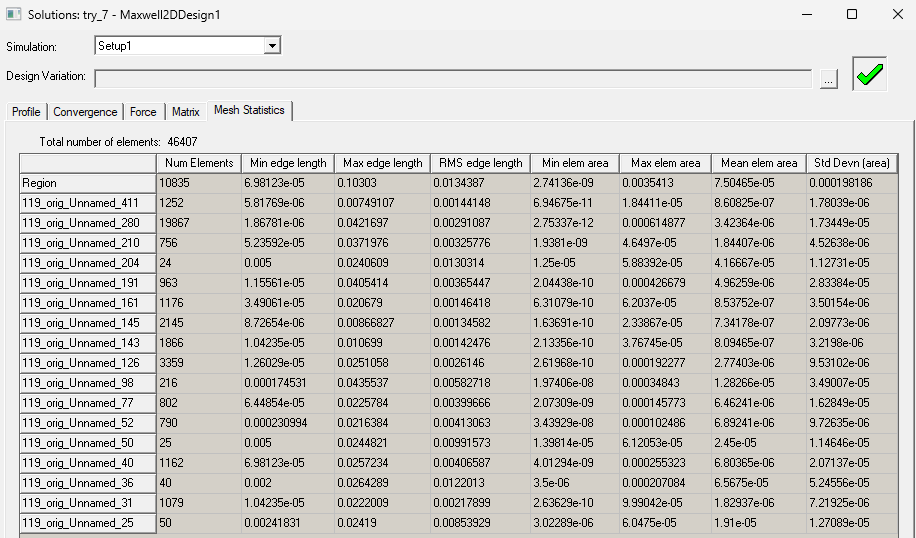 Solutions: try_7 - Maxwell2DDesign1
Simulation: Setup1
Design Variation: ...
Profile Convergence Force Matrix Mesh Statistics
Total number of elements: 46407
Num Elements Min edge length Max edge length RMS edge length Min elem area Max elem area Mean elem area Std Devn (area)
Region 10835 6.98123e-05 0.10303 0.0134387 2.74136e-09 0.0035413 7.50465e-05 0.000198186
119_orig_Unnamed_411 1252 5.81769e-06 0.00749107 0.00144148 6.94675e-11 1.84411e-05 8.60825e-07 1.78039e-06
119_orig_Unnamed_280 19867 1.86781e-06 0.0421697 0.00291087 2.75337e-12 0.000614877 3.42364e-06 1.73449e-05
119_orig_Unnamed_210 756 5.23592e-05 0.0371976 0.00325776 1.9381e-09 4.6497e-05 1.84407e-06 4.52638e-06
119_orig_Unnamed_204 24 0.005 0.0240609 0.0130314 1.25e-05 5.88392e-05 4.16667e-05 1.12731e-05
119_orig_Unnamed_191 963 1.15561e-05 0.0405414 0.00365447 2.04438e-10 0.000426679 4.96259e-06 2.83384e-05
119_orig_Unnamed_161 1176 3.49061e-05 0.020679 0.00146418 6.31079e-10 6.2037e-05 8.53752e-07 3.50154e-06
119_orig_Unnamed_145 2145 8.72654e-06 0.00866827 0.00134582 1.63691e-10 2.33867e-05 7.34178e-07 2.09773e-06
119_orig_Unnamed_143 1866 1.04235e-05 0.010699 0.00142476 2.13356e-10 3.76745e-05 8.09465e-07 3.2198e-06
119_orig_Unnamed_126 3359 1.26029e-05 0.0251058 0.0026146 2.61968e-10 0.000192277 2.77403e-06 9.53102e-06
119_orig_Unnamed_98 216 0.000174531 0.0435537 0.00582718 1.97406e-08 0.00034843 1.28266e-05 3.49007e-05
119_orig_Unnamed_77 802 6.44854e-05 0.0225784 0.00399666 2.07309e-09 0.000145773 6.46241e-06 1.62849e-05
119_orig_Unnamed_52 790 0.000230994 0.0216384 0.00413063 3.43929e-08 0.000102486 6.89241e-06 9.72635e-06
119_orig_Unnamed_50 25 0.005 0.0244821 0.00991573 1.39814e-05 6.12053e-05 2.45e-05 1.14646e-05
119_orig_Unnamed_40 1162 6.98123e-05 0.0257234 0.00406587 4.01294e-09 0.000255323 6.80365e-06 2.07137e-05
119_orig_Unnamed_36 40 0.002 0.0264289 0.0122013 3.5e-06 0.000207084 6.5675e-05 5.24556e-05
119_orig_Unnamed_31 1079 1.04235e-05 0.0222009 0.00217899 2.63629e-10 9.99042e-05 1.82937e-06 7.21925e-06
119_orig_Unnamed_25 50 0.00241831 0.02419 0.00853929 3.02289e-06 6.0475e-05 1.91e-05 1.27089e-05